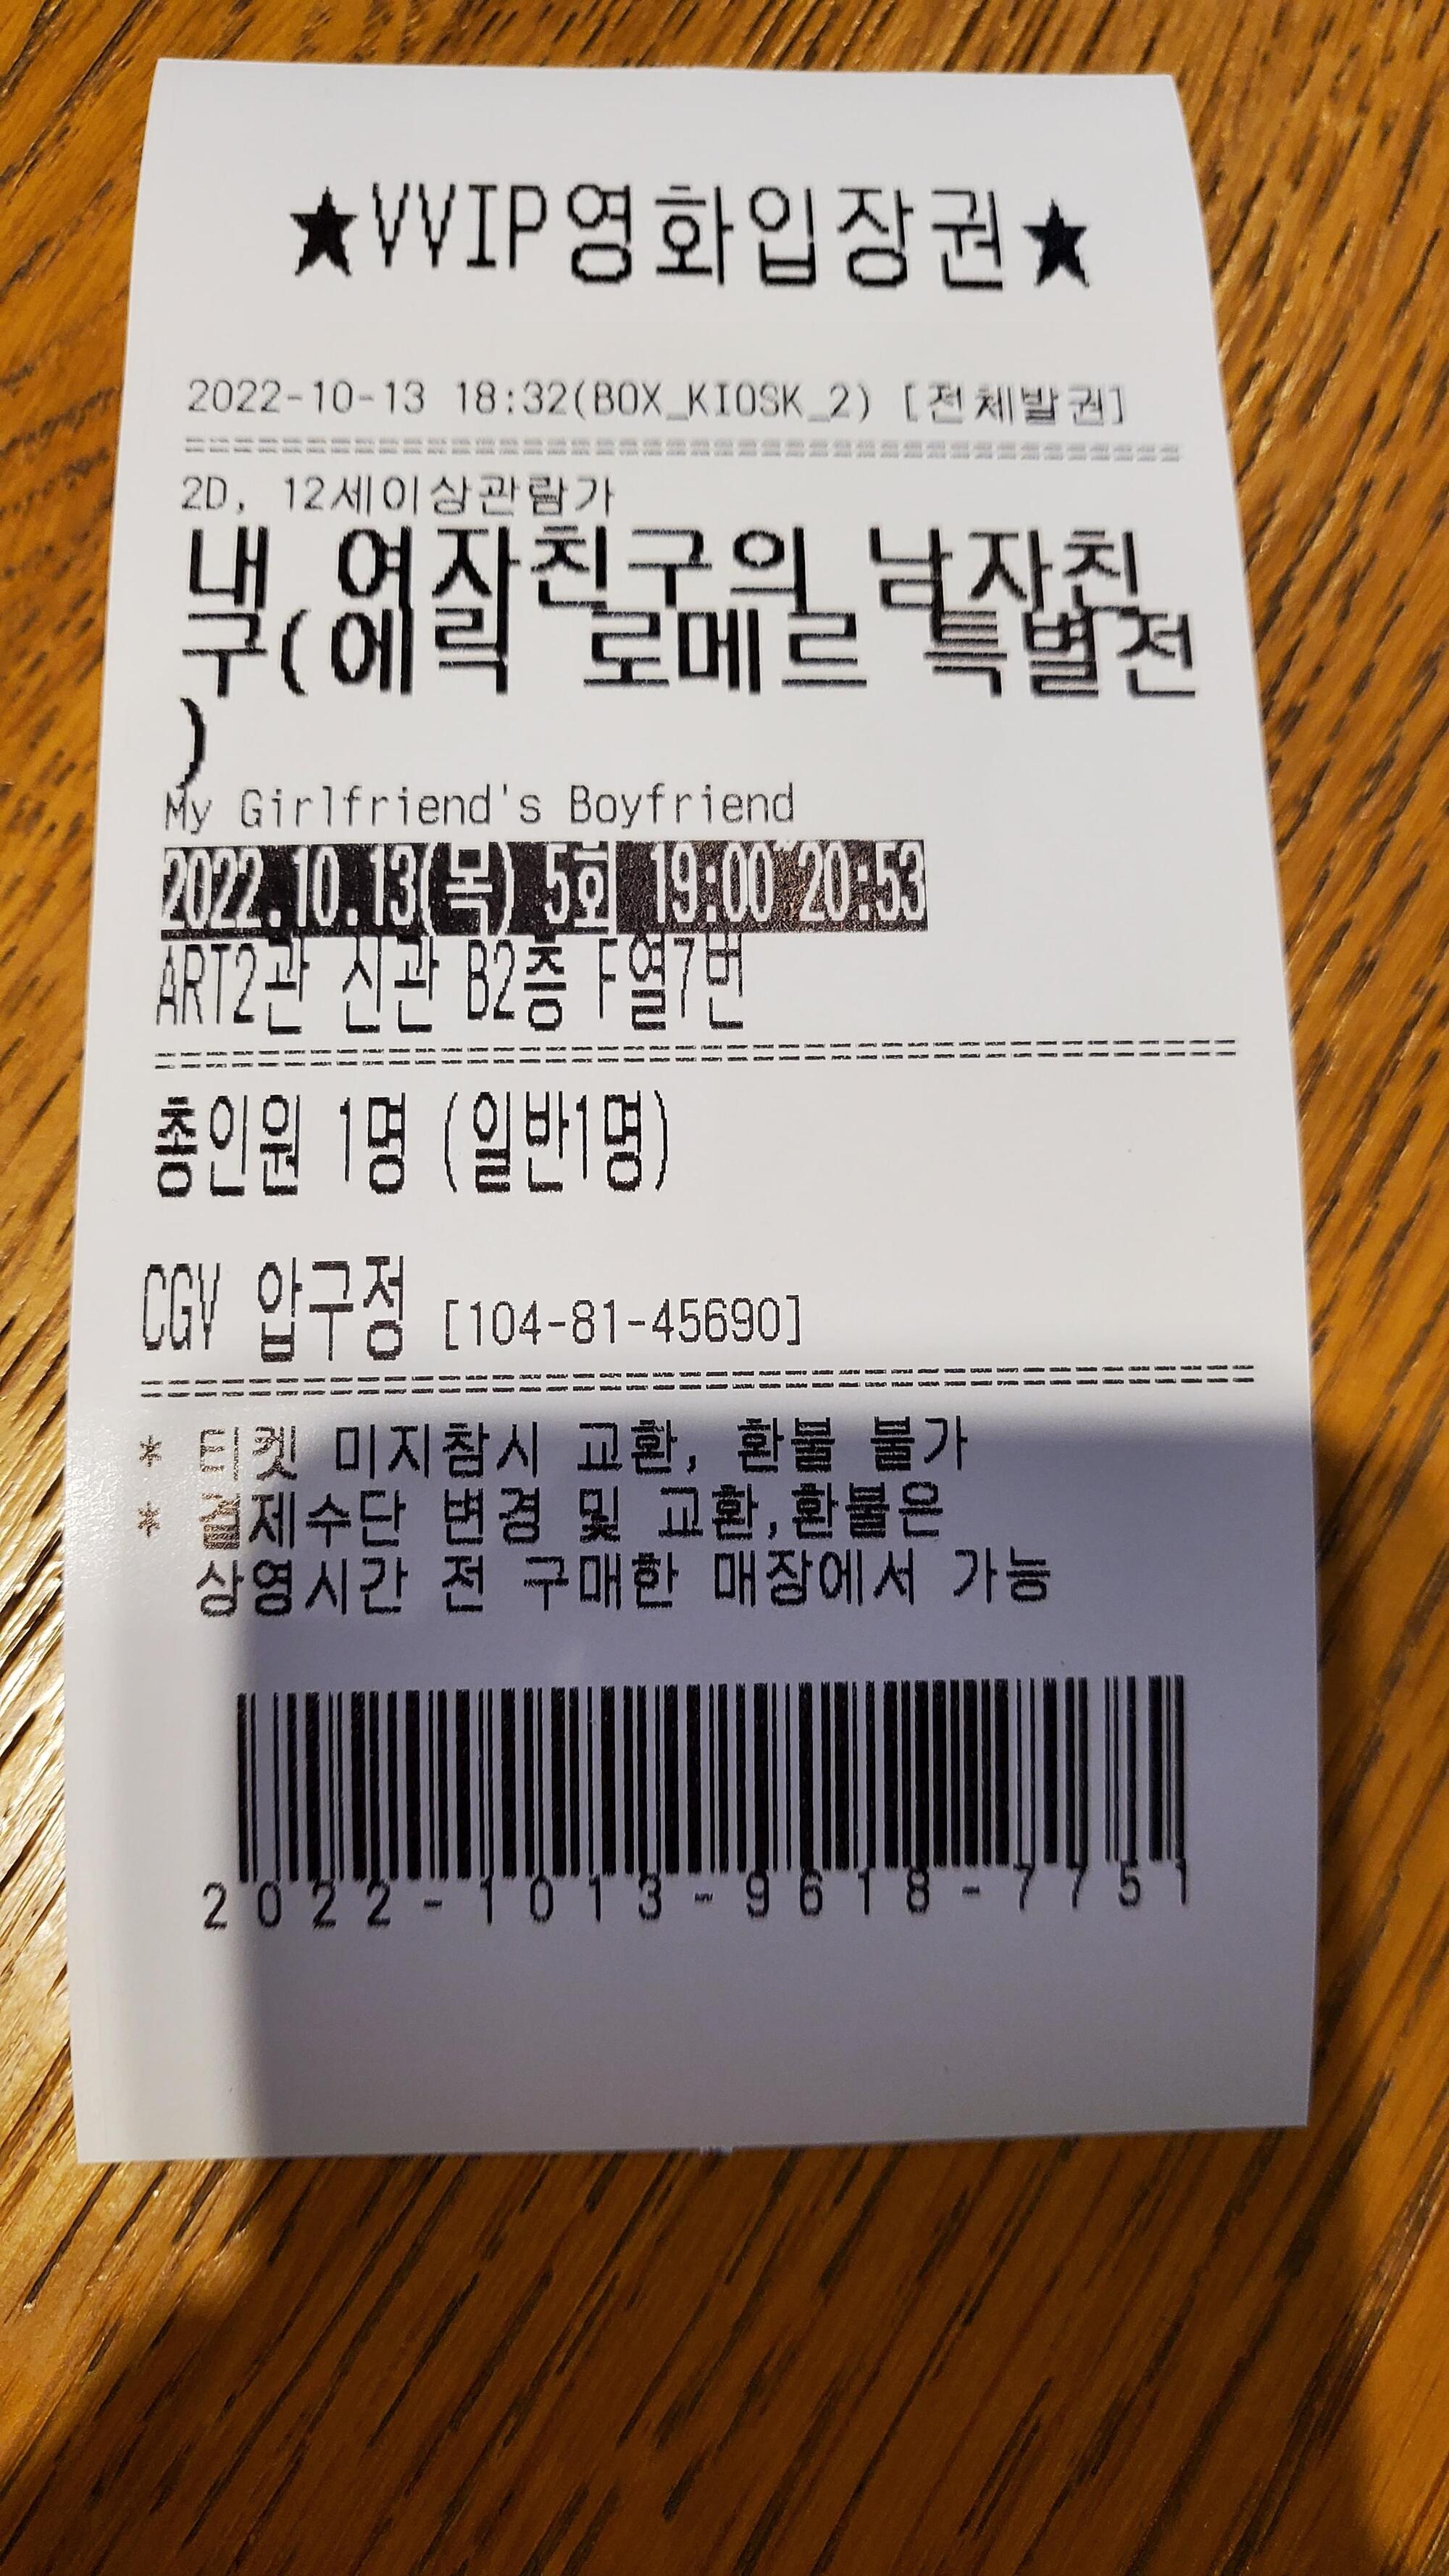 ★VVIP영화입장권★
2022-10-13 18:32(BOX_KIOSK_2) [전체발권]
================================================
2D, 12세이상관람가
내 여자친구의 남자친
구(에릭 로메르 특별전
)
My Girlfriend's Boyfriend
2022.10.13(목) 5회 19:00~20:53
ART2관 신관 B2층 F열7번
================================================
총인원 1명 (일반1명)
CGV 압구정 [104-81-45690]
================================================
* 티켓 미지참시 교환, 환불 불가
* 결제수단 변경 및 교환,환불은
상영시간 전 구매한 매장에서 가능
2022-1013-9618-7751